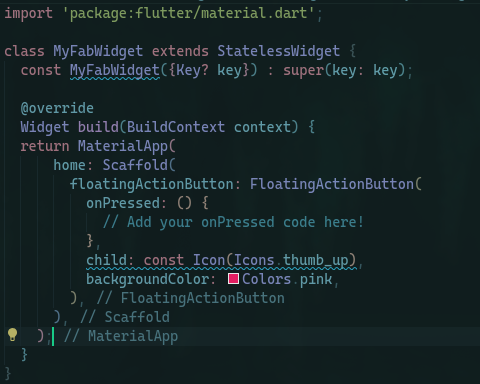 import 'package:flutter/material.dart';
class MyFabWidget extends StatelessWidget {
const MyFabWidget({Key? key}) : super(key: key);
@override
Widget build(BuildContext context) {
return MaterialApp(
home: Scaffold(
floatingActionButton: FloatingActionButton(
onPressed: () {
// Add your onPressed code here!
},
child: const Icon(Icons.thumb_up),
backgroundColor: Colors.pink,
), // FloatingActionButton
), // Scaffold
); // MaterialApp
}
}